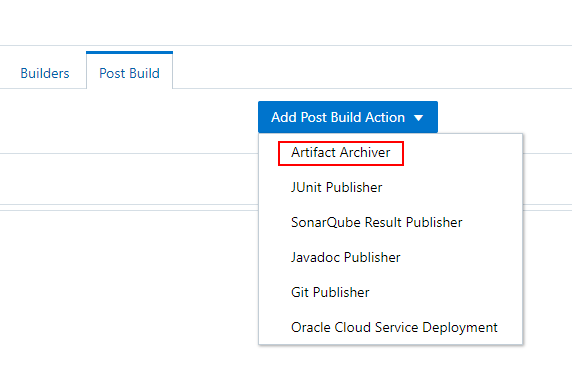 Builders
Post Build
Add Post Build Action
Artifact Archiver
JUnit Publisher
SonarQube Result Publisher
Javadoc Publisher
Git Publisher
Oracle Cloud Service Deployment